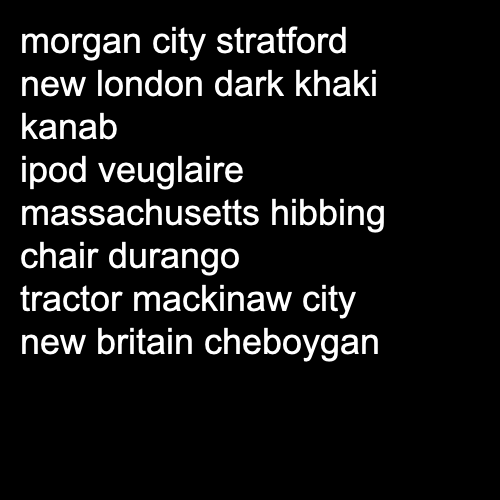 morgan city stratford
new london dark khaki
kanab
ipod veuglaire
massachusetts hibbing
chair durango
tractor mackinaw city
new britain cheboygan